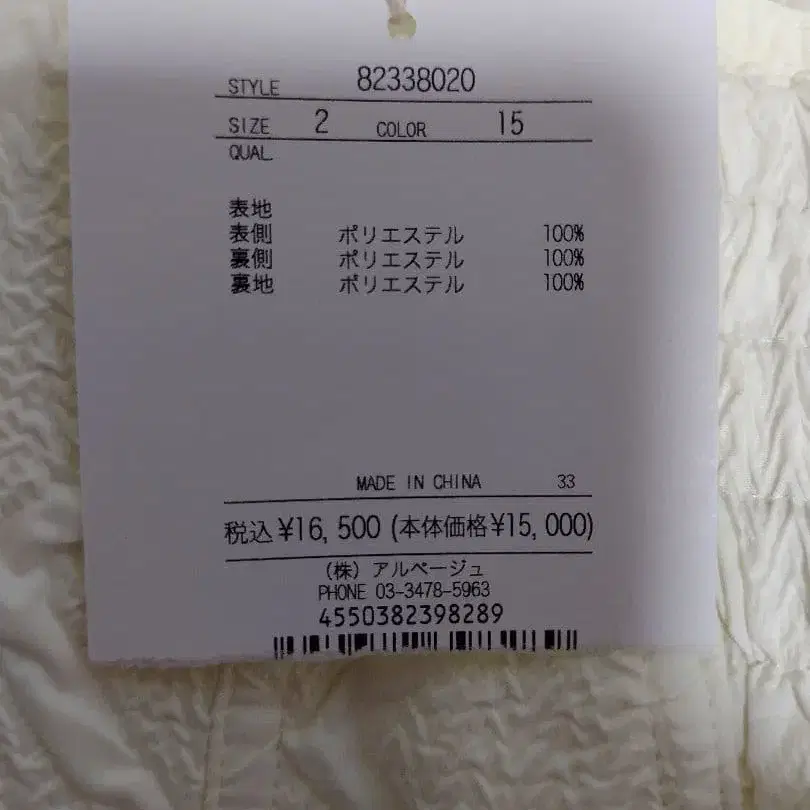 STYLE 82338020
SIZE 2 COLOR 15
QUAL
表地
表側 ポリエステル 100%
裏側 ポリエステル 100%
裏地 ポリエステル 100%
MADE IN CHINA 33
税込¥16,500(本体価格¥15,000)
(株)アルページュ
PHONE 03-3478-5963
4550382398289